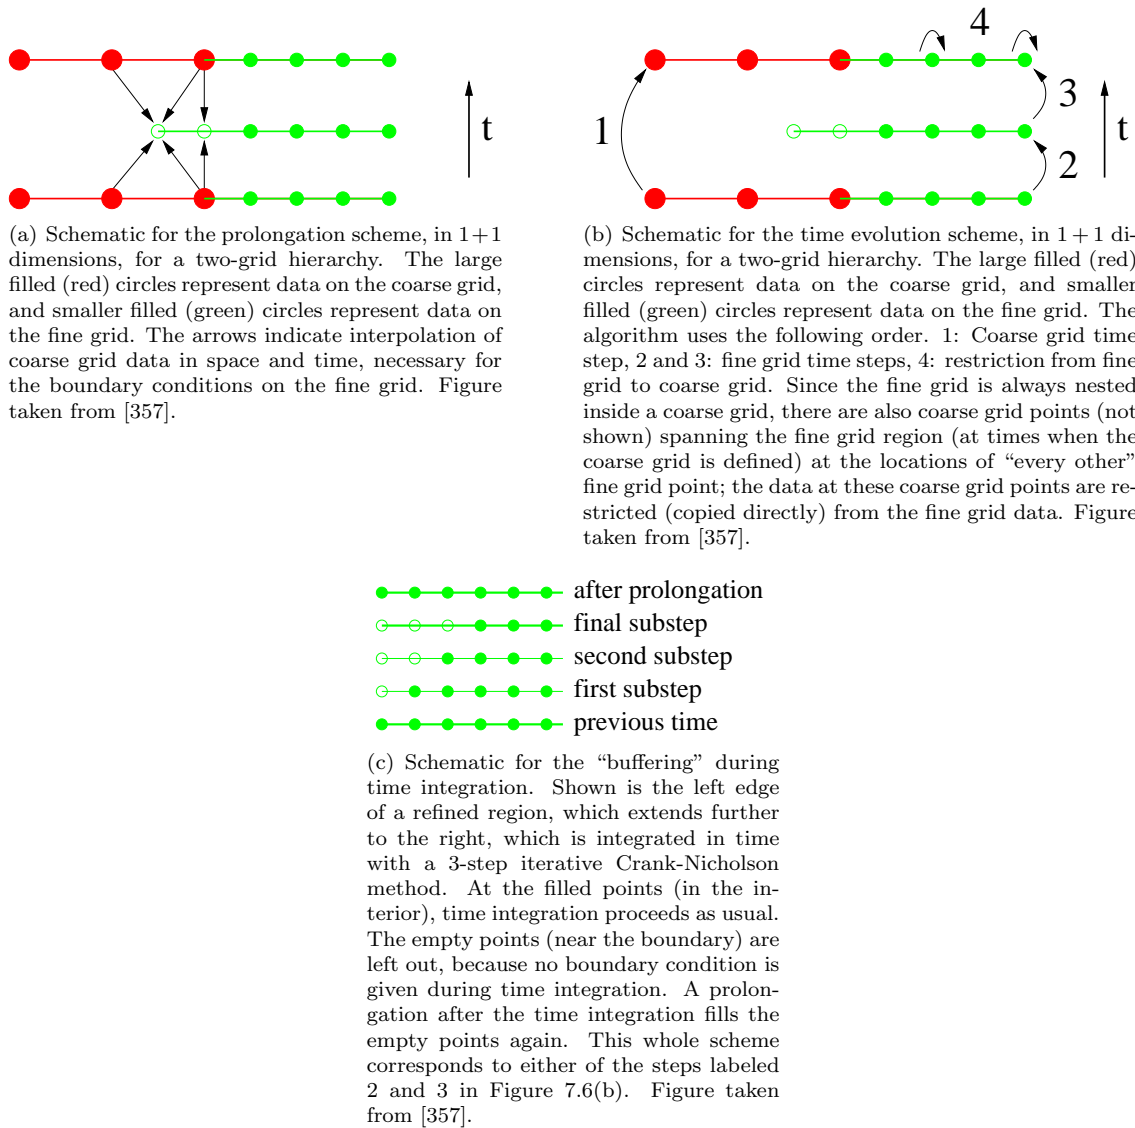 t
(a) Schematic for the prolongation scheme, in 1+1
dimensions, for a two-grid hierarchy. The large
filled (red) circles represent data on the coarse grid,
and smaller filled (green) circles represent data on
the fine grid. The arrows indicate interpolation of
coarse grid data in space and time, necessary for
the boundary conditions on the fine grid. Figure
taken from [357].
4
3
1
t
2
(b) Schematic for the time evolution scheme, in 1 + 1 di-
mensions, for a two-grid hierarchy. The large filled (red)
circles represent data on the coarse grid, and smaller
filled (green) circles represent data on the fine grid. The
algorithm uses the following order. 1: Coarse grid time
step, 2 and 3: fine grid time steps, 4: restriction from fine
grid to coarse grid. Since the fine grid is always nested
inside a coarse grid, there are also coarse grid points (not
shown) spanning the fine grid region (at times when the
coarse grid is defined) at the locations of “every other”
fine grid point; the data at these coarse grid points are re-
stricted (copied directly) from the fine grid data. Figure
taken from [357].
after prolongation
final substep
second substep
first substep
previous time
(c) Schematic for the “buffering” during
time integration. Shown is the left edge
of a refined region, which extends further
to the right, which is integrated in time
with a 3-step iterative Crank-Nicholson
method. At the filled points (in the in-
terior), time integration proceeds as usual.
The empty points (near the boundary) are
left out, because no boundary condition is
given during time integration. A prolon-
gation after the time integration fills the
empty points again. This whole scheme
corresponds to either of the steps labeled
2 and 3 in Figure 7.6(b). Figure taken
from [357].